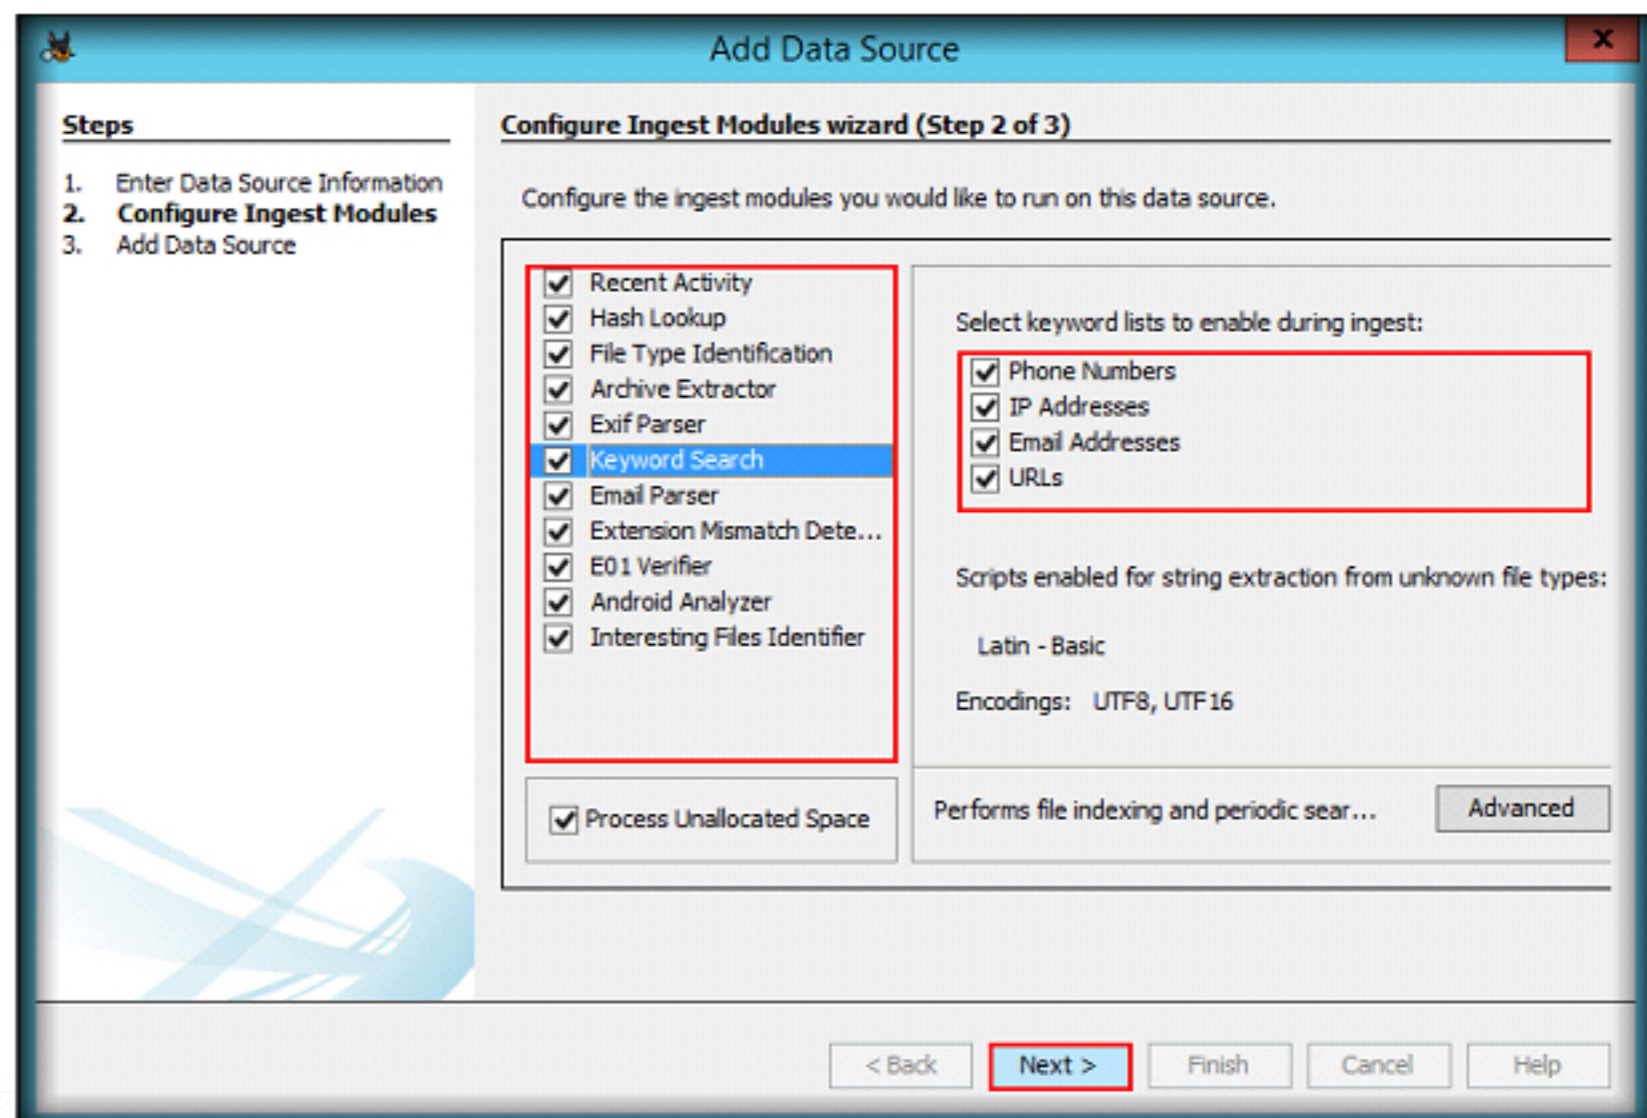 Add Data Source
x
Steps
1. Enter Data Source Information
2. Configure Ingest Modules
3. Add Data Source
Configure Ingest Modules wizard (Step 2 of 3)
Configure the ingest modules you would like to run on this data source.
Recent Activity
Hash Lookup
File Type Identification
Archive Extractor
Exif Parser
Keyword Search
Email Parser
Extension Mismatch Dete...
E01 Verifier
Android Analyzer
Interesting Files Identifier
Process Unallocated Space
Select keyword lists to enable during ingest:
Phone Numbers
IP Addresses
Email Addresses
URLs
Scripts enabled for string extraction from unknown file types:
Latin - Basic
Encodings: UTF8, UTF16
Performs file indexing and periodic sear...
Advanced
< Back
Next >
Finish
Cancel
Help